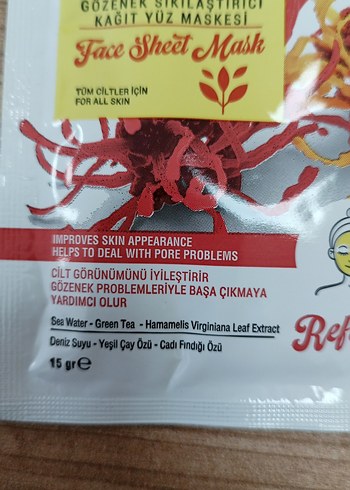 GÖZENEK SIKILAŞTIRICI
KAĞIT YÜZ MASKESİ
Face Sheet Mask
TÜM CİLTLER İÇİN
FOR ALL SKIN
IMPROVES SKIN APPEARANCE
HELPS TO DEAL WITH PORE PROBLEMS
CİLT GÖRÜNÜMÜNÜ İYİLEŞTİRİR
GÖZENEK PROBLEMLERİYLE BAŞA ÇIKMAYA
YARDIMCI OLUR
Sea Water - Green Tea - Hamamelis Virginiana Leaf Extract
Deniz Suyu - Yeşil Çay Özü - Cadı Fındığı Özü
15 gr℮